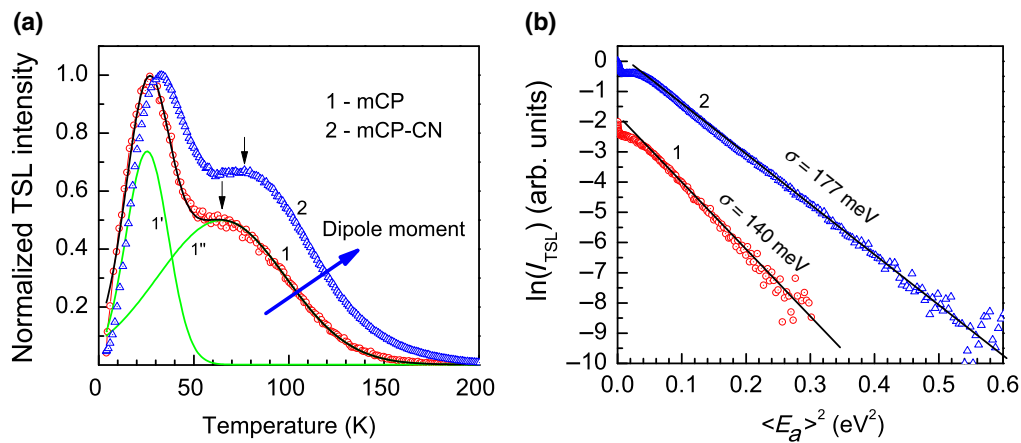 (a)
Normalized TSL intensity
1.0
0.8
0.6
0.4
0.2
1 - mCP
2 - mCP-CN
1'
1"
2
1
Dipole moment
0 50 100 150 200
Temperature (K)
(b)
ln(I_TSL) (arb. units)
0
−1
−2
−3
−4
−5
−6
−7
−8
−9
−10
2
1
σ = 177 meV
σ = 140 meV
0.0 0.1 0.2 0.3 0.4 0.5 0.6
<E_a>² (eV²)